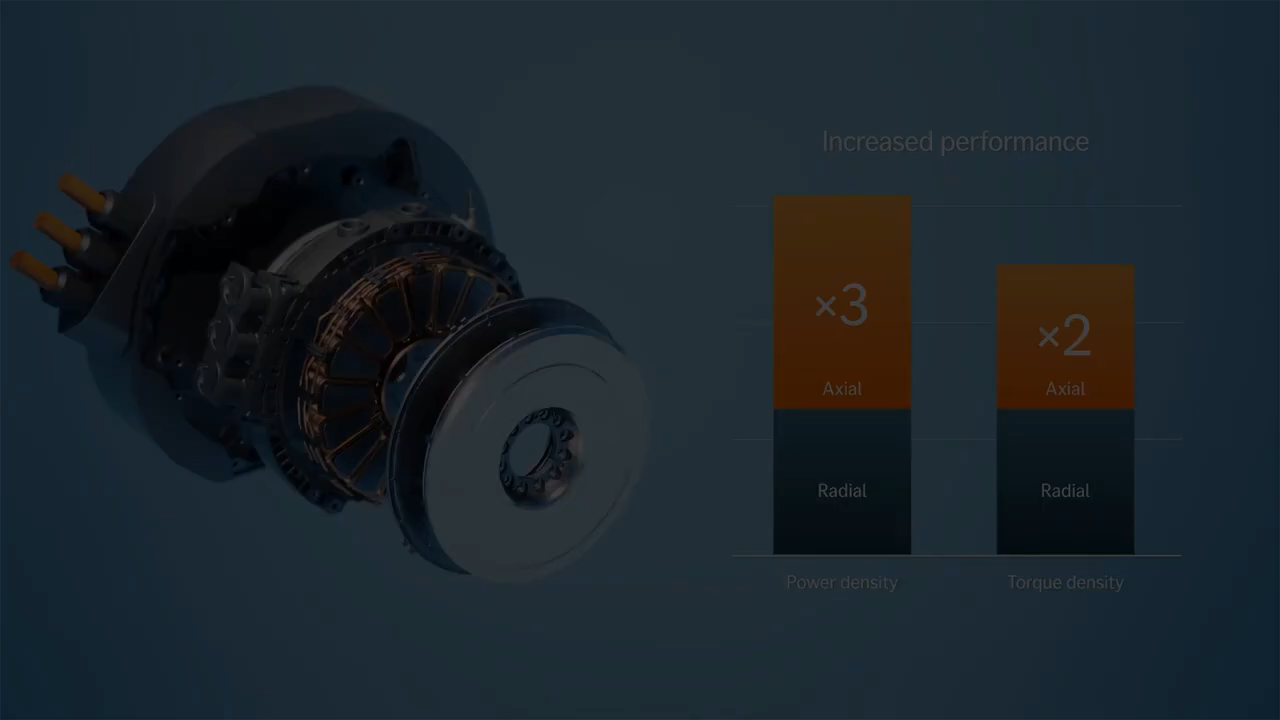 Increased performance
×3
×2
Axial
Axial
Radial
Radial
Power density
Torque density